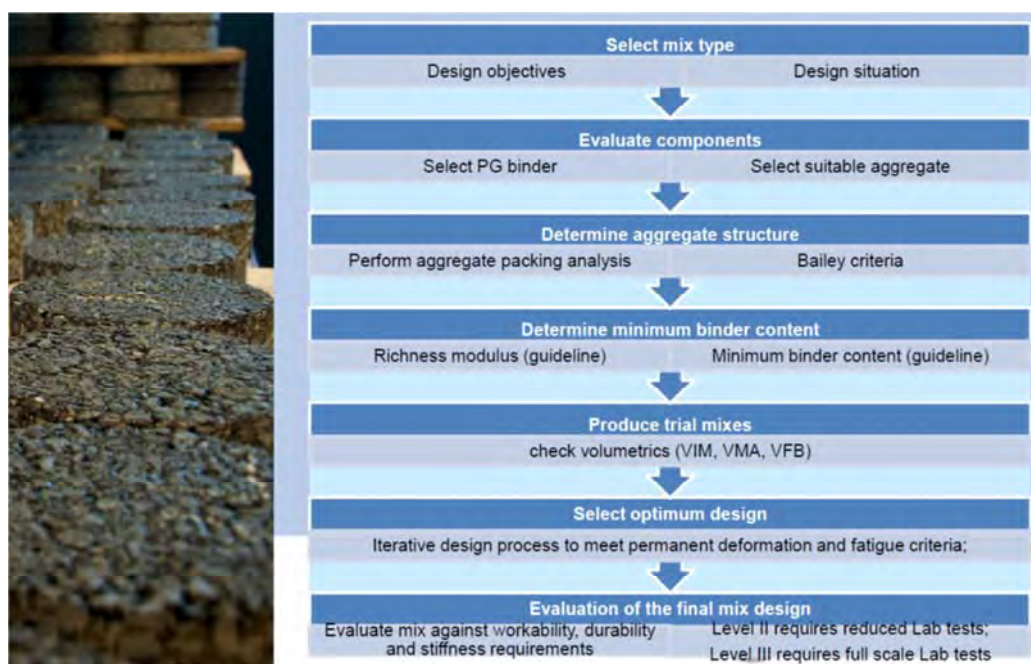 Select mix type
Design objectives
Design situation
Evaluate components
Select PG binder
Select suitable aggregate
Determine aggregate structure
Perform aggregate packing analysis
Bailey criteria
Determine minimum binder content
Richness modulus (guideline)
Minimum binder content (guideline)
Produce trial mixes
check volumetrics (VIM, VMA, VFB)
Select optimum design
Iterative design process to meet permanent deformation and fatigue criteria;
Evaluation of the final mix design
Evaluate mix against workability, durability
and stiffness requirements
Level II requires reduced Lab tests;
Level III requires full scale Lab tests